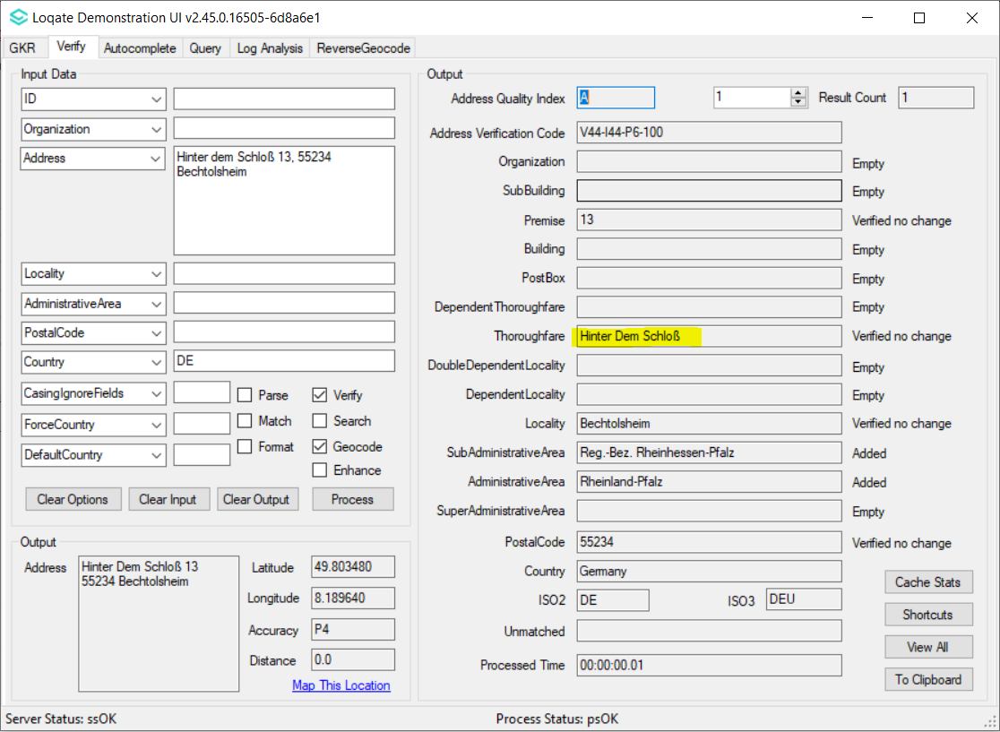 Loqate Demonstration UI v2.45.0.16505-6d8a6e1
GKR Verify Autocomplete Query Log Analysis ReverseGeocode
Input Data
ID
Organization
Address
Hinter dem Schloß 13, 55234
Bechtolsheim
Locality
AdministrativeArea
PostalCode
Country DE
CasingIgnoreFields Parse Verify
ForceCountry Match Search
DefaultCountry Format Geocode
Enhance
Clear Options Clear Input Clear Output Process
Output
Address
Hinter Dem Schloß 13
55234 Bechtolsheim
Latitude 49.803480
Longitude 8.189640
Accuracy P4
Distance 0.0
Map This Location
Output
Address Quality Index A 1 Result Count 1
Address Verification Code V44-I44-P6-100
Organization Empty
SubBuilding Empty
Premise 13 Verified no change
Building Empty
PostBox Empty
DependentThoroughfare Empty
Thoroughfare Hinter Dem Schloß Verified no change
DoubleDependentLocality Empty
DependentLocality Empty
Locality Bechtolsheim Verified no change
SubAdministrativeArea Reg.-Bez. Rheinhessen-Pfalz Added
AdministrativeArea Rheinland-Pfalz Added
SuperAdministrativeArea Empty
PostalCode 55234 Verified no change
Country Germany
ISO2 DE ISO3 DEU
Unmatched
Processed Time 00:00:00.01
Cache Stats
Shortcuts
View All
To Clipboard
Server Status: ssOK Process Status: psOK